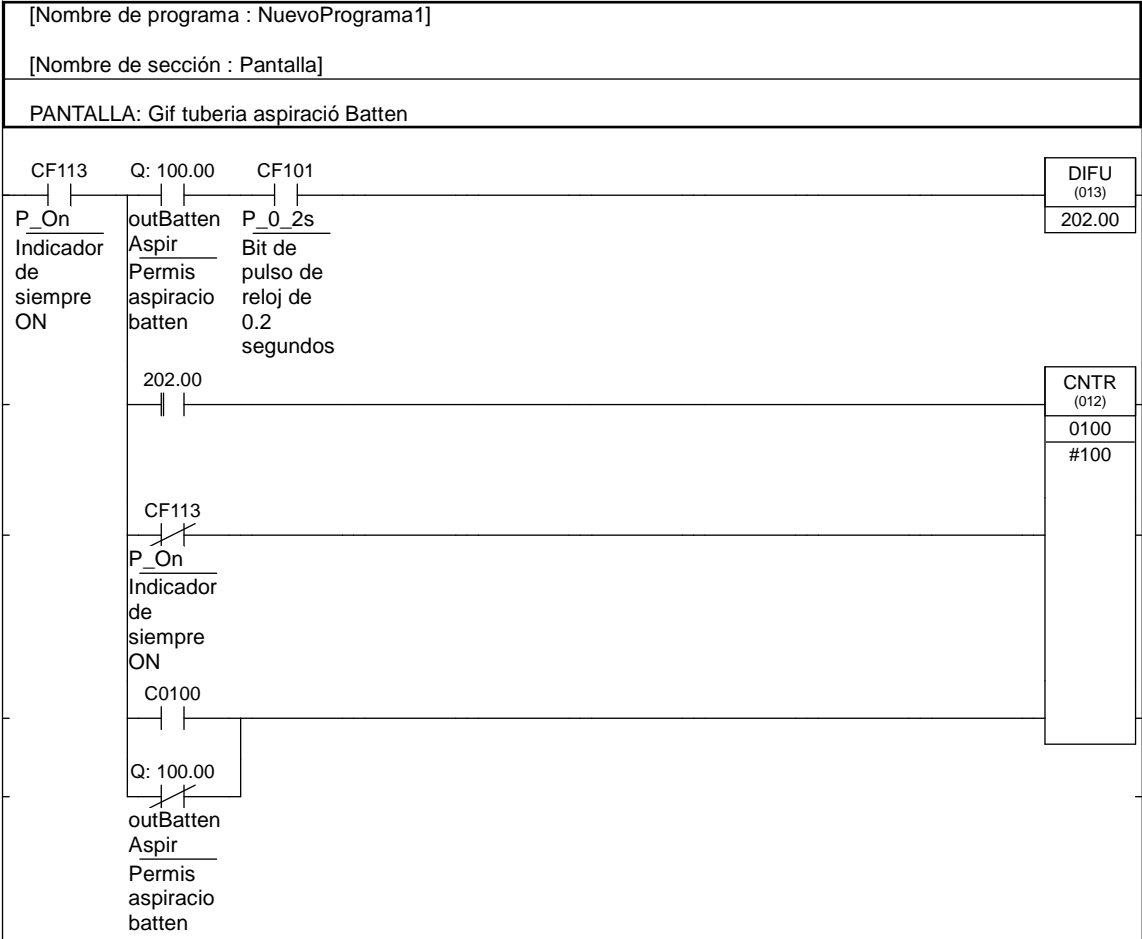 [Nombre de programa : NuevoPrograma1]
[Nombre de sección : Pantalla]
PANTALLA: Gif tuberia aspiració Batten
CF113
Q: 100.00
CF101
DIFU
(013)
202.00
P_On
Indicador
de
siempre
ON
outBatten
Aspir
Permis
aspiracio
batten
P_0_2s
Bit de
pulso de
reloj de
0.2
segundos
202.00
CNTR
(012)
0100
#100
CF113
P_On
Indicador
de
siempre
ON
C0100
Q: 100.00
outBatten
Aspir
Permis
aspiracio
batten